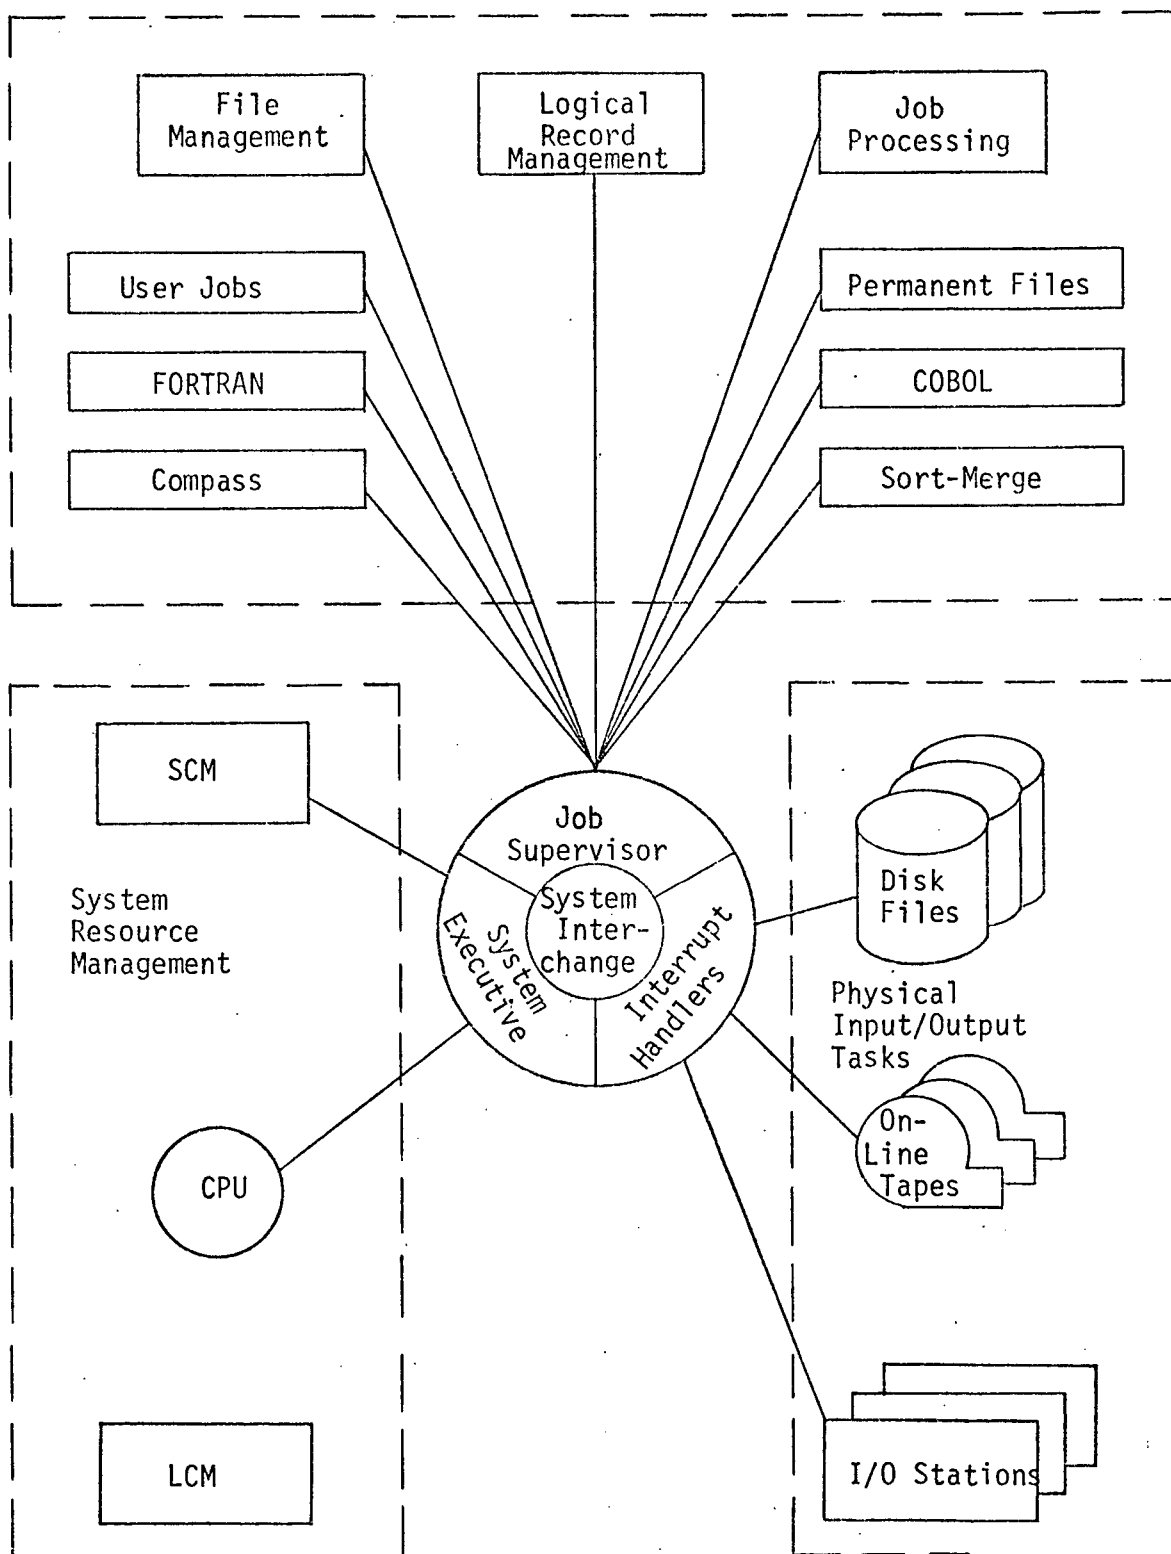 File
Management
Logical
Record
Management
Job
Processing
User Jobs
Permanent Files
FORTRAN
COBOL
Compass
Sort-Merge
SCM
Job
Supervisor
System
Inter-
change
System
Executive
Interrupt
Handlers
System
Resource
Management
Disk
Files
Physical
Input/Output
Tasks
On-
Line
Tapes
CPU
LCM
I/O Stations